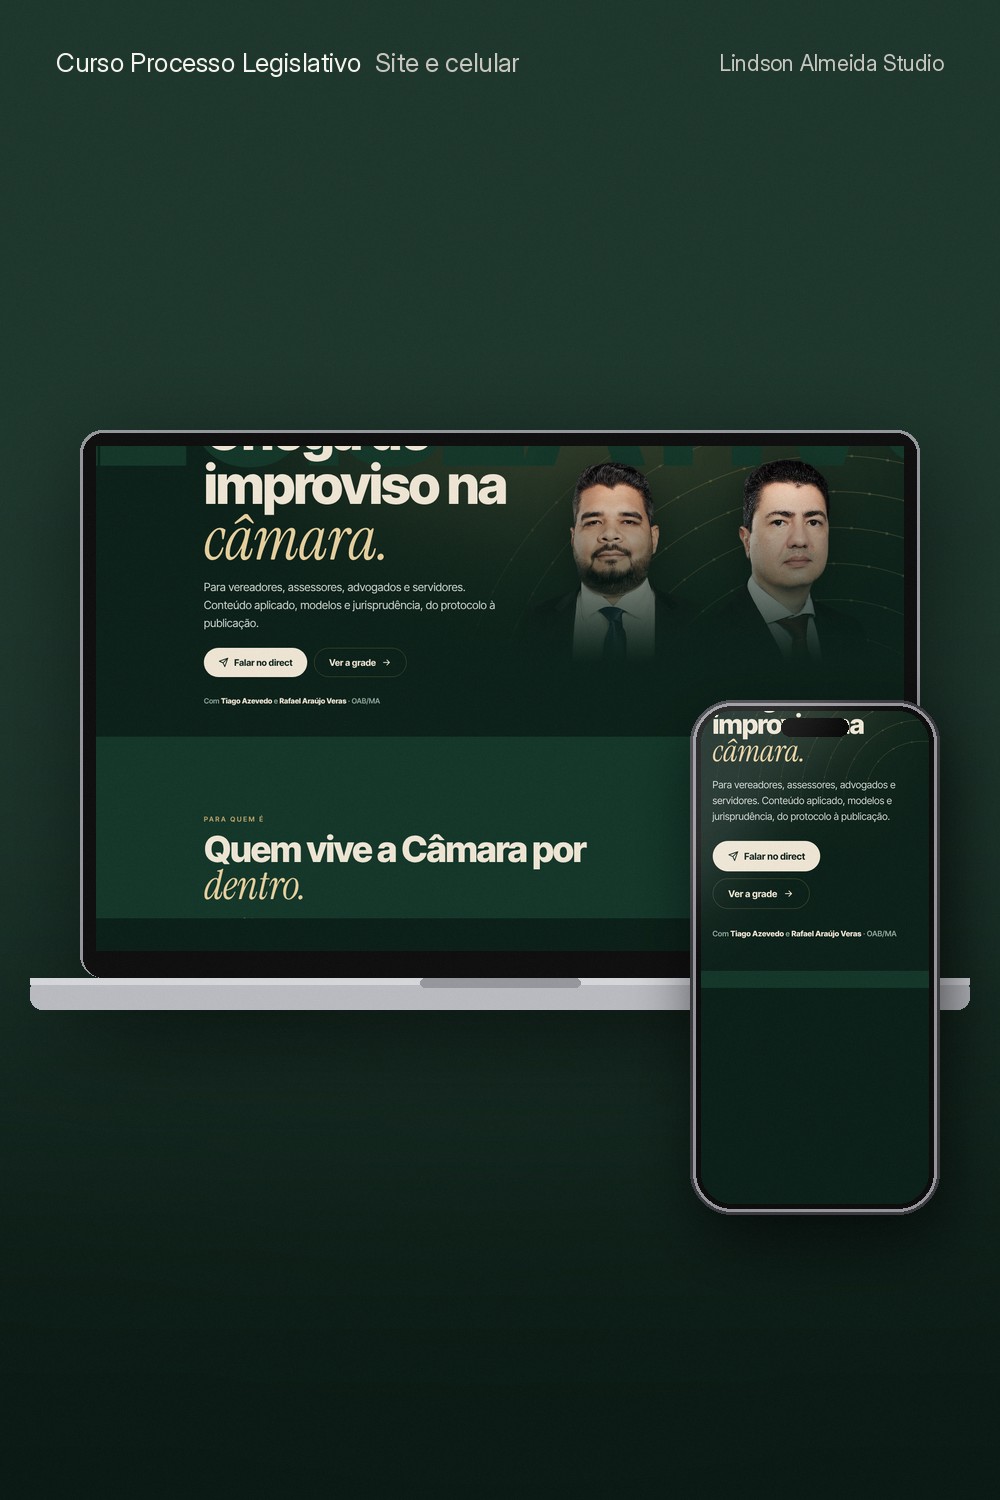 Curso Processo Legislativo Site e celular
Lindson Almeida Studio
Chega de
improviso na
câmara.
Para vereadores, assessores, advogados e servidores.
Conteúdo aplicado, modelos e jurisprudência, do protocolo à
publicação.
Falar no direct
Ver a grade →
Com Tiago Azevedo e Rafael Araújo Veras · OAB/MA
PARA QUEM É
Quem vive a Câmara por
dentro.
câmara.
Para vereadores, assessores, advogados e
servidores. Conteúdo aplicado, modelos e
jurisprudência, do protocolo à publicação.
Falar no direct
Ver a grade →
Com Tiago Azevedo e Rafael Araújo Veras · OAB/MA